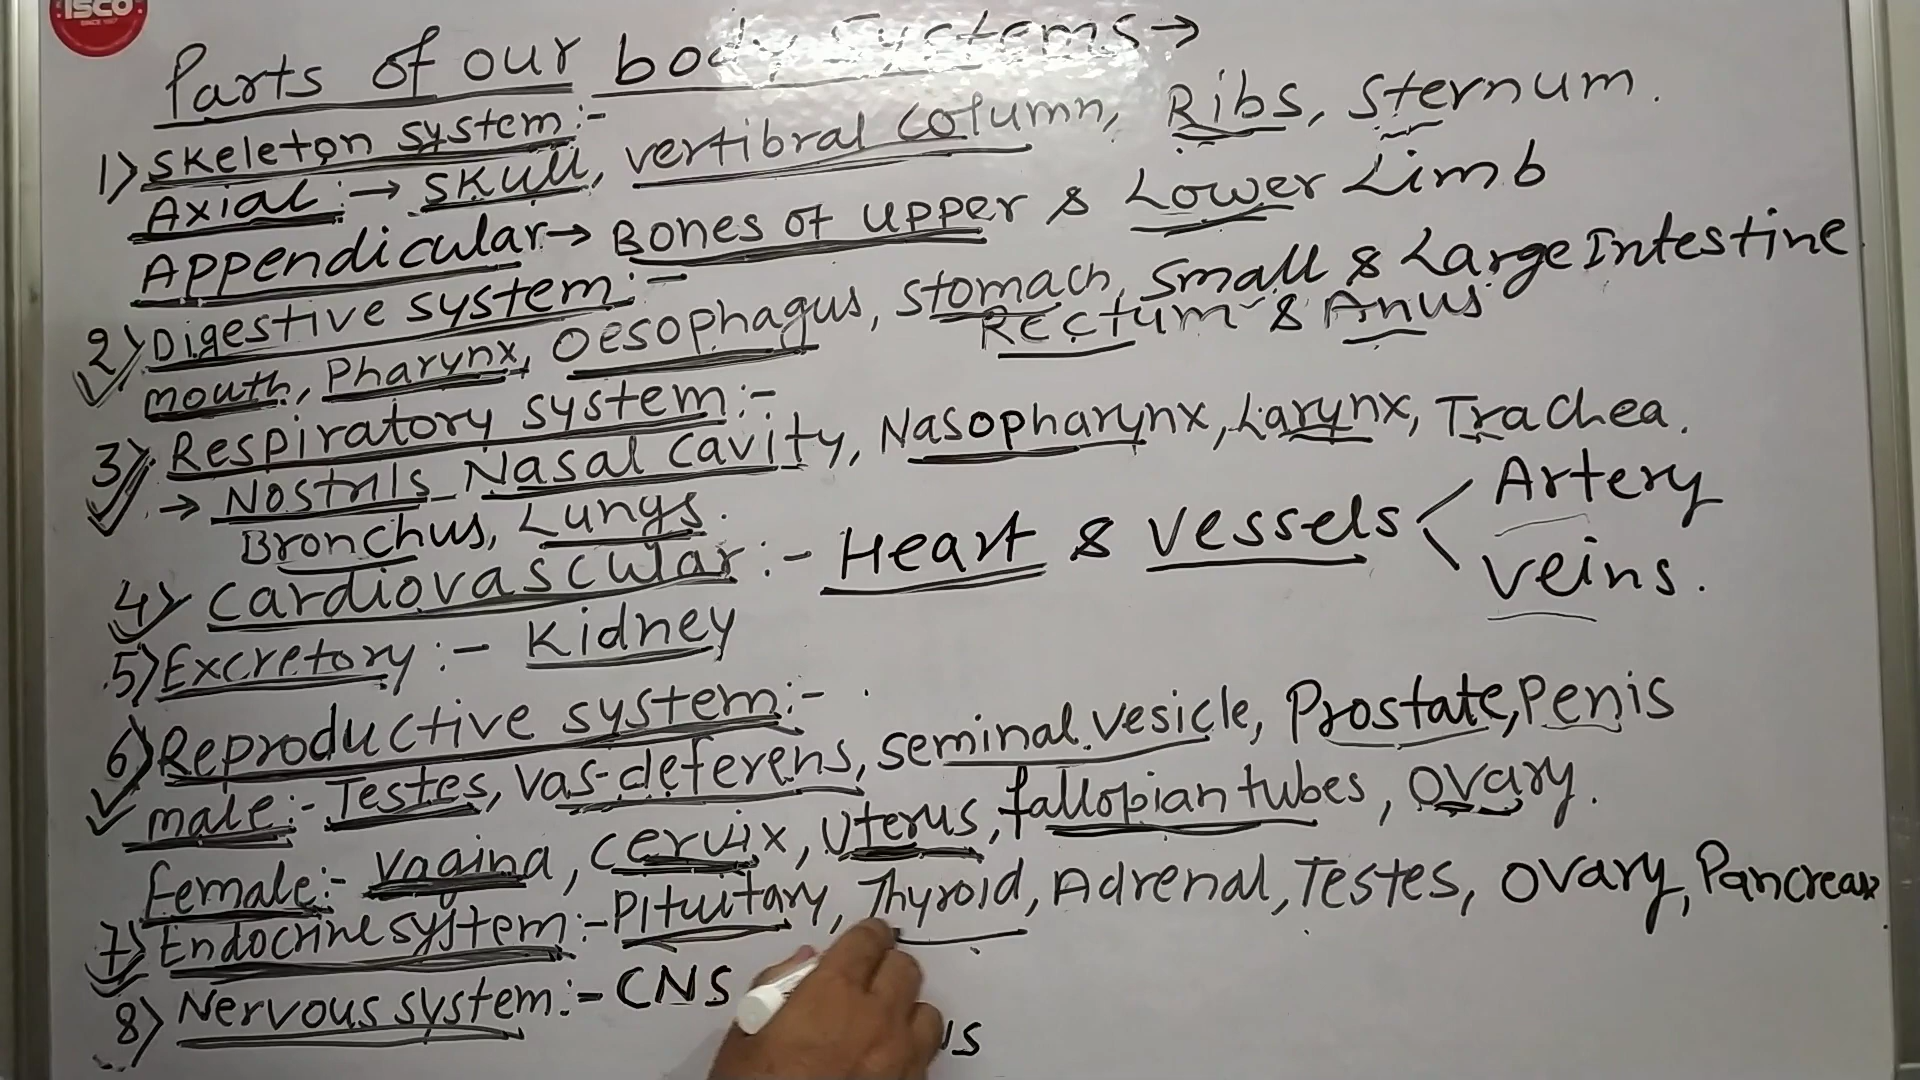 ISCO
SINCE 1967
Parts of our body Systems→
1) Skeleton system:-
Axial:→ Skull, vertibral column, Ribs, Sternum.
Appendicular→ Bones of upper & Lower Limb
2) Digestive system:-
mouth, Pharynx, Oesophagus, Stomach, Small & Large Intestine
Rectum & Anus
3) Respiratory system:-
→ Nostrils Nasal cavity, Nasopharynx, Larynx, Trachea.
Bronchus, Lungs.
4) Cardiovascular:- Heart & Vessels < Artery
Veins.
5) Excretory:- Kidney
6) Reproductive system:-
male:- Testes, Vas-deferens, seminal vesicle, Prostate, Penis
female:- vagina, cervix, Uterus, fallopian tubes, ovary.
7) Endocrine system:- Pituitary, Thyroid, Adrenal, Testes, Ovary, Pancreas
8) Nervous system:- CNS